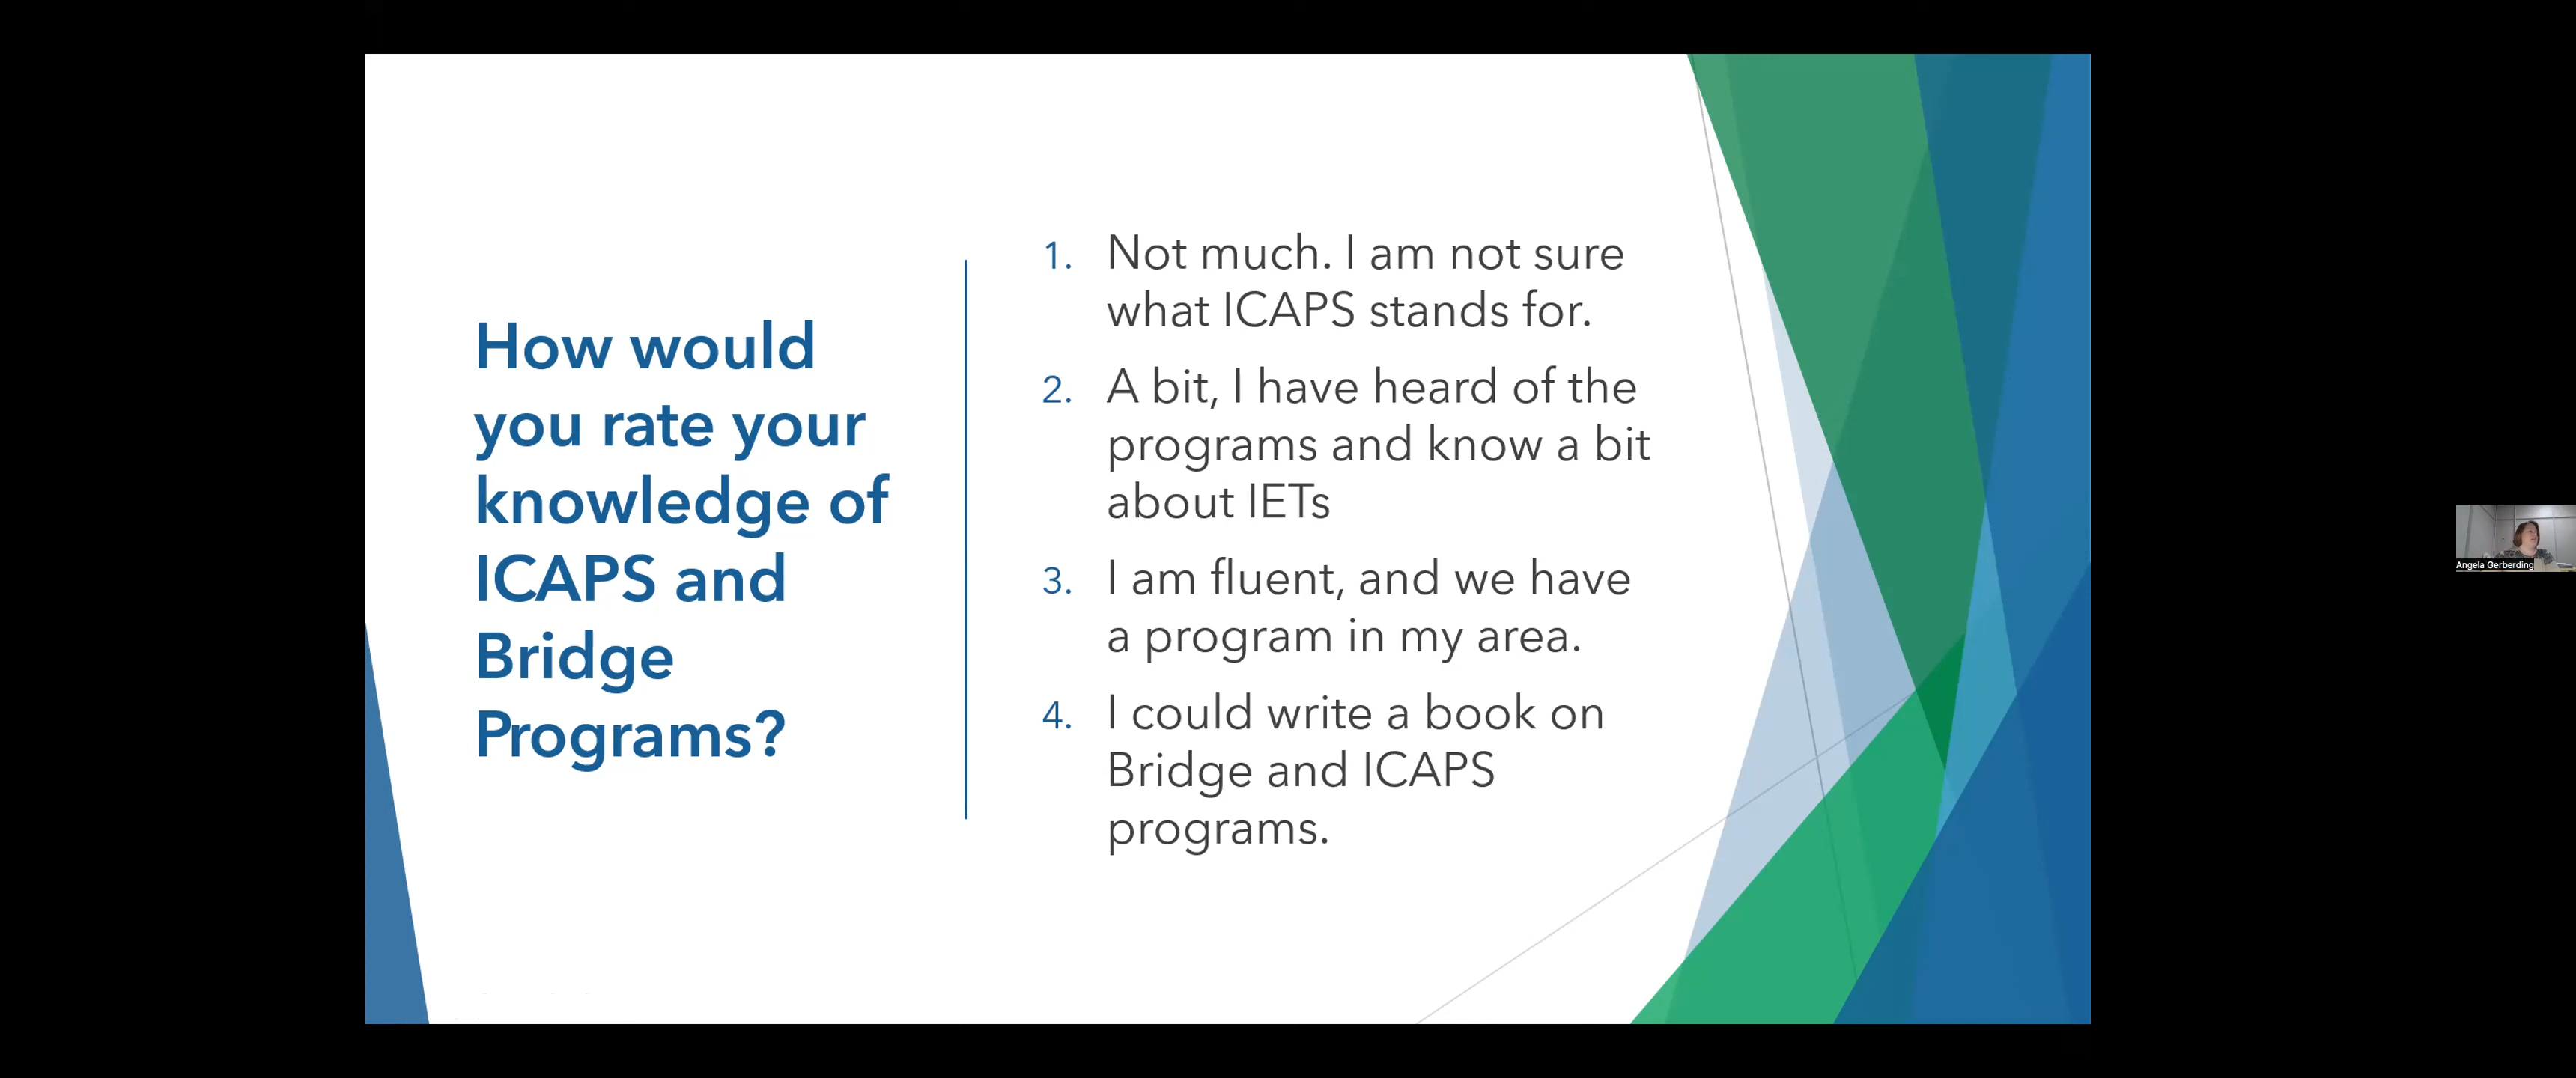 How would
you rate your
knowledge of
ICAPS and
Bridge
Programs?
1. Not much. I am not sure
what ICAPS stands for.
2. A bit, I have heard of the
programs and know a bit
about IETs
3. I am fluent, and we have
a program in my area.
4. I could write a book on
Bridge and ICAPS
programs.
Angela Gerberding